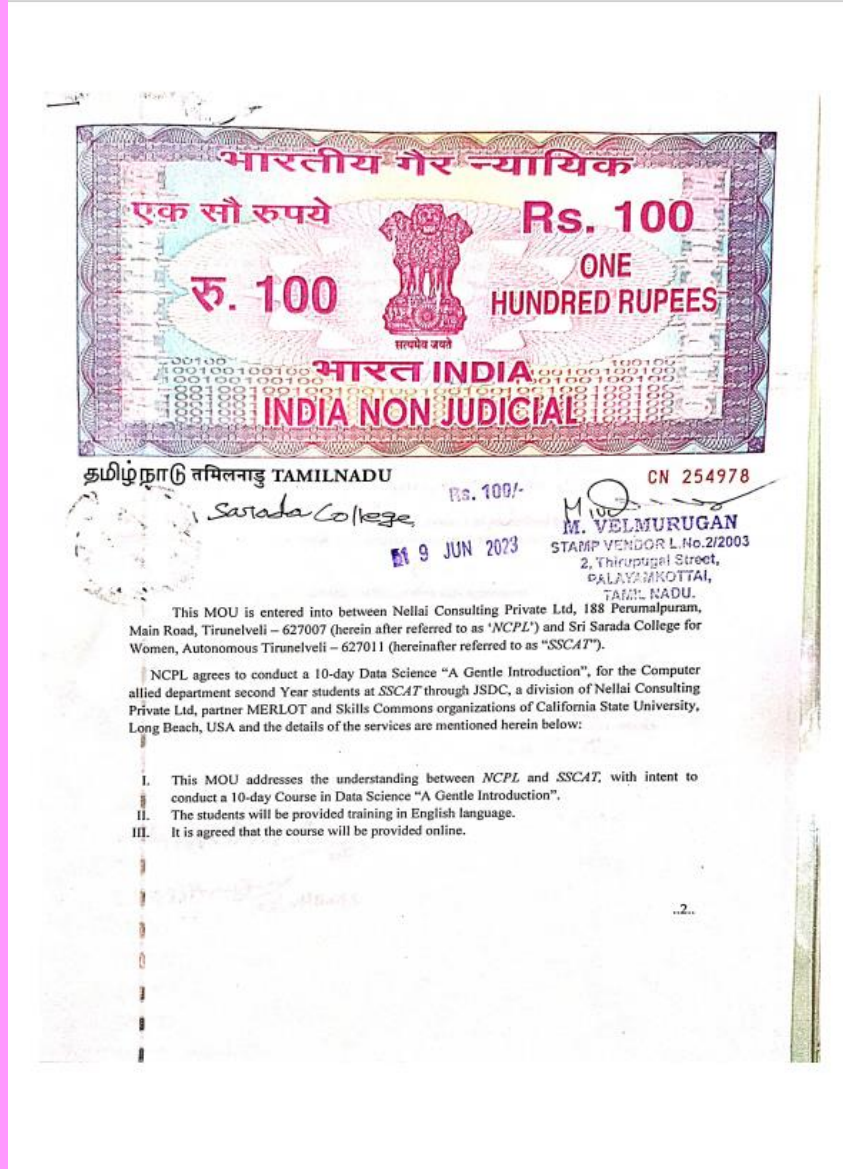 भारतीय गैर न्यायिक
एक सौ रुपये
Rs. 100
रु. 100
ONE
HUNDRED RUPEES
सत्यमेव जयते
भारत INDIA
INDIA NON JUDICIAL
தமிழ்நாடு तमिलनाडु TAMILNADU
CN 254978
Sarada College,
Rs. 100/-
9 JUN 2023
M. VELMURUGAN
STAMP VENDOR L.No.2/2003
2, Thirupugal Street,
PALAYAMKOTTAI,
TAMIL NADU.
This MOU is entered into between Nellai Consulting Private Ltd, 188 Perumalpuram,
Main Road, Tirunelveli – 627007 (herein after referred to as ‘NCPL’) and Sri Sarada College for
Women, Autonomous Tirunelveli – 627011 (hereinafter referred to as “SSCAT”).
NCPL agrees to conduct a 10-day Data Science “A Gentle Introduction”, for the Computer
allied department second Year students at SSCAT through JSDC, a division of Nellai Consulting
Private Ltd, partner MERLOT and Skills Commons organizations of California State University,
Long Beach, USA and the details of the services are mentioned herein below:
I. This MOU addresses the understanding between NCPL and SSCAT, with intent to
conduct a 10-day Course in Data Science “A Gentle Introduction”.
II. The students will be provided training in English language.
III. It is agreed that the course will be provided online.
..2..